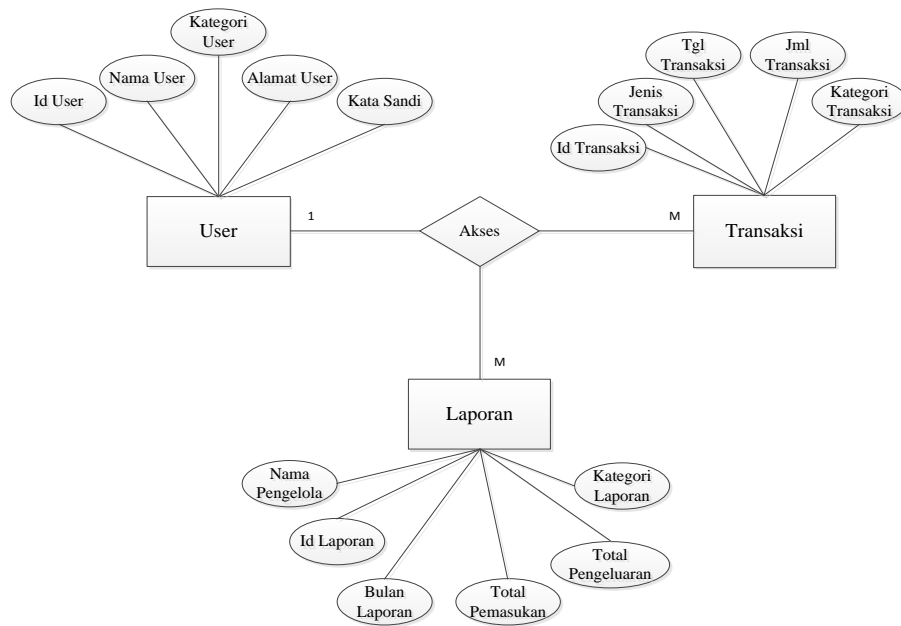 Kategori
User
Nama User
Alamat User
Id User
Kata Sandi
Tgl
Transaksi
Jml
Transaksi
Jenis
Transaksi
Kategori
Transaksi
Id Transaksi
User
1
Akses
M
Transaksi
M
Laporan
Nama
Pengelola
Kategori
Laporan
Id Laporan
Total
Pengeluaran
Bulan
Laporan
Total
Pemasukan